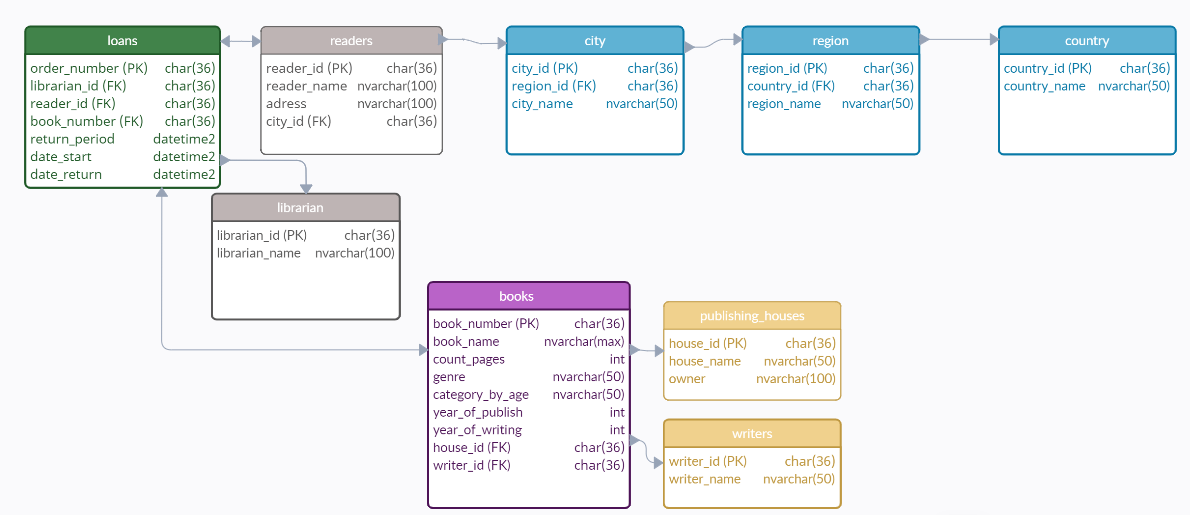 loans
order_number (PK) char(36)
librarian_id (FK) char(36)
reader_id (FK) char(36)
book_number (FK) char(36)
return_period datetime2
date_start datetime2
date_return datetime2
readers
reader_id (PK) char(36)
reader_name nvarchar(100)
adress nvarchar(100)
city_id (FK) char(36)
city
city_id (PK) char(36)
region_id (FK) char(36)
city_name nvarchar(50)
region
region_id (PK) char(36)
country_id (FK) char(36)
region_name nvarchar(50)
country
country_id (PK) char(36)
country_name nvarchar(50)
librarian
librarian_id (PK) char(36)
librarian_name nvarchar(100)
books
book_number (PK) char(36)
book_name nvarchar(max)
count_pages int
genre nvarchar(50)
category_by_age nvarchar(50)
year_of_publish int
year_of_writing int
house_id (FK) char(36)
writer_id (FK) char(36)
publishing_houses
house_id (PK) char(36)
house_name nvarchar(50)
owner nvarchar(100)
writers
writer_id (PK) char(36)
writer_name nvarchar(50)